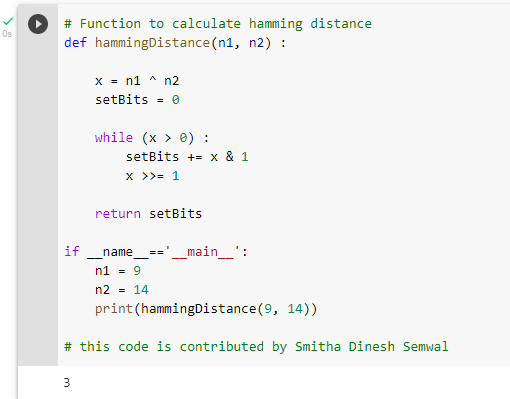 0s
# Function to calculate hamming distance
def hammingDistance(n1, n2) :
x = n1 ^ n2
setBits = 0
while (x > 0) :
setBits += x & 1
x >>= 1
return setBits
if __name__=='__main__':
n1 = 9
n2 = 14
print(hammingDistance(9, 14))
# this code is contributed by Smitha Dinesh Semwal
3